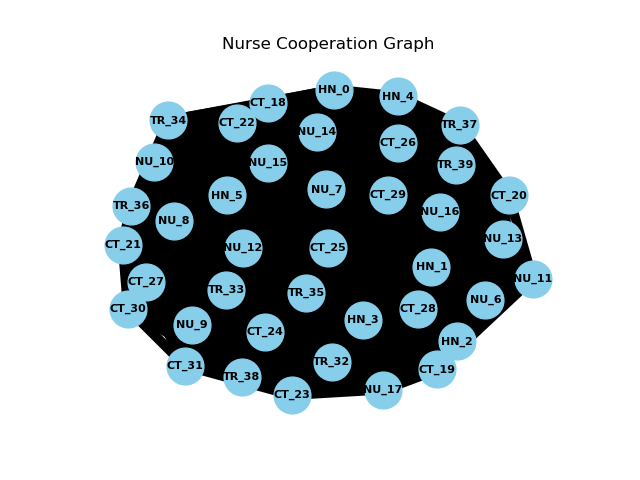 Nurse Cooperation Graph
HN_0
HN_4
CT_18
TR_34
CT_22
TR_37
NU_14
CT_26
NU_10
NU_15
TR_39
NU_7
HN_5
CT_29
CT_20
TR_36
NU_16
NU_8
NU_13
CT_21
NU_12
CT_25
HN_1
NU_11
CT_27
TR_33
TR_35
NU_6
CT_30
CT_28
HN_3
NU_9
CT_24
HN_2
TR_32
CT_31
CT_19
TR_38
NU_17
CT_23